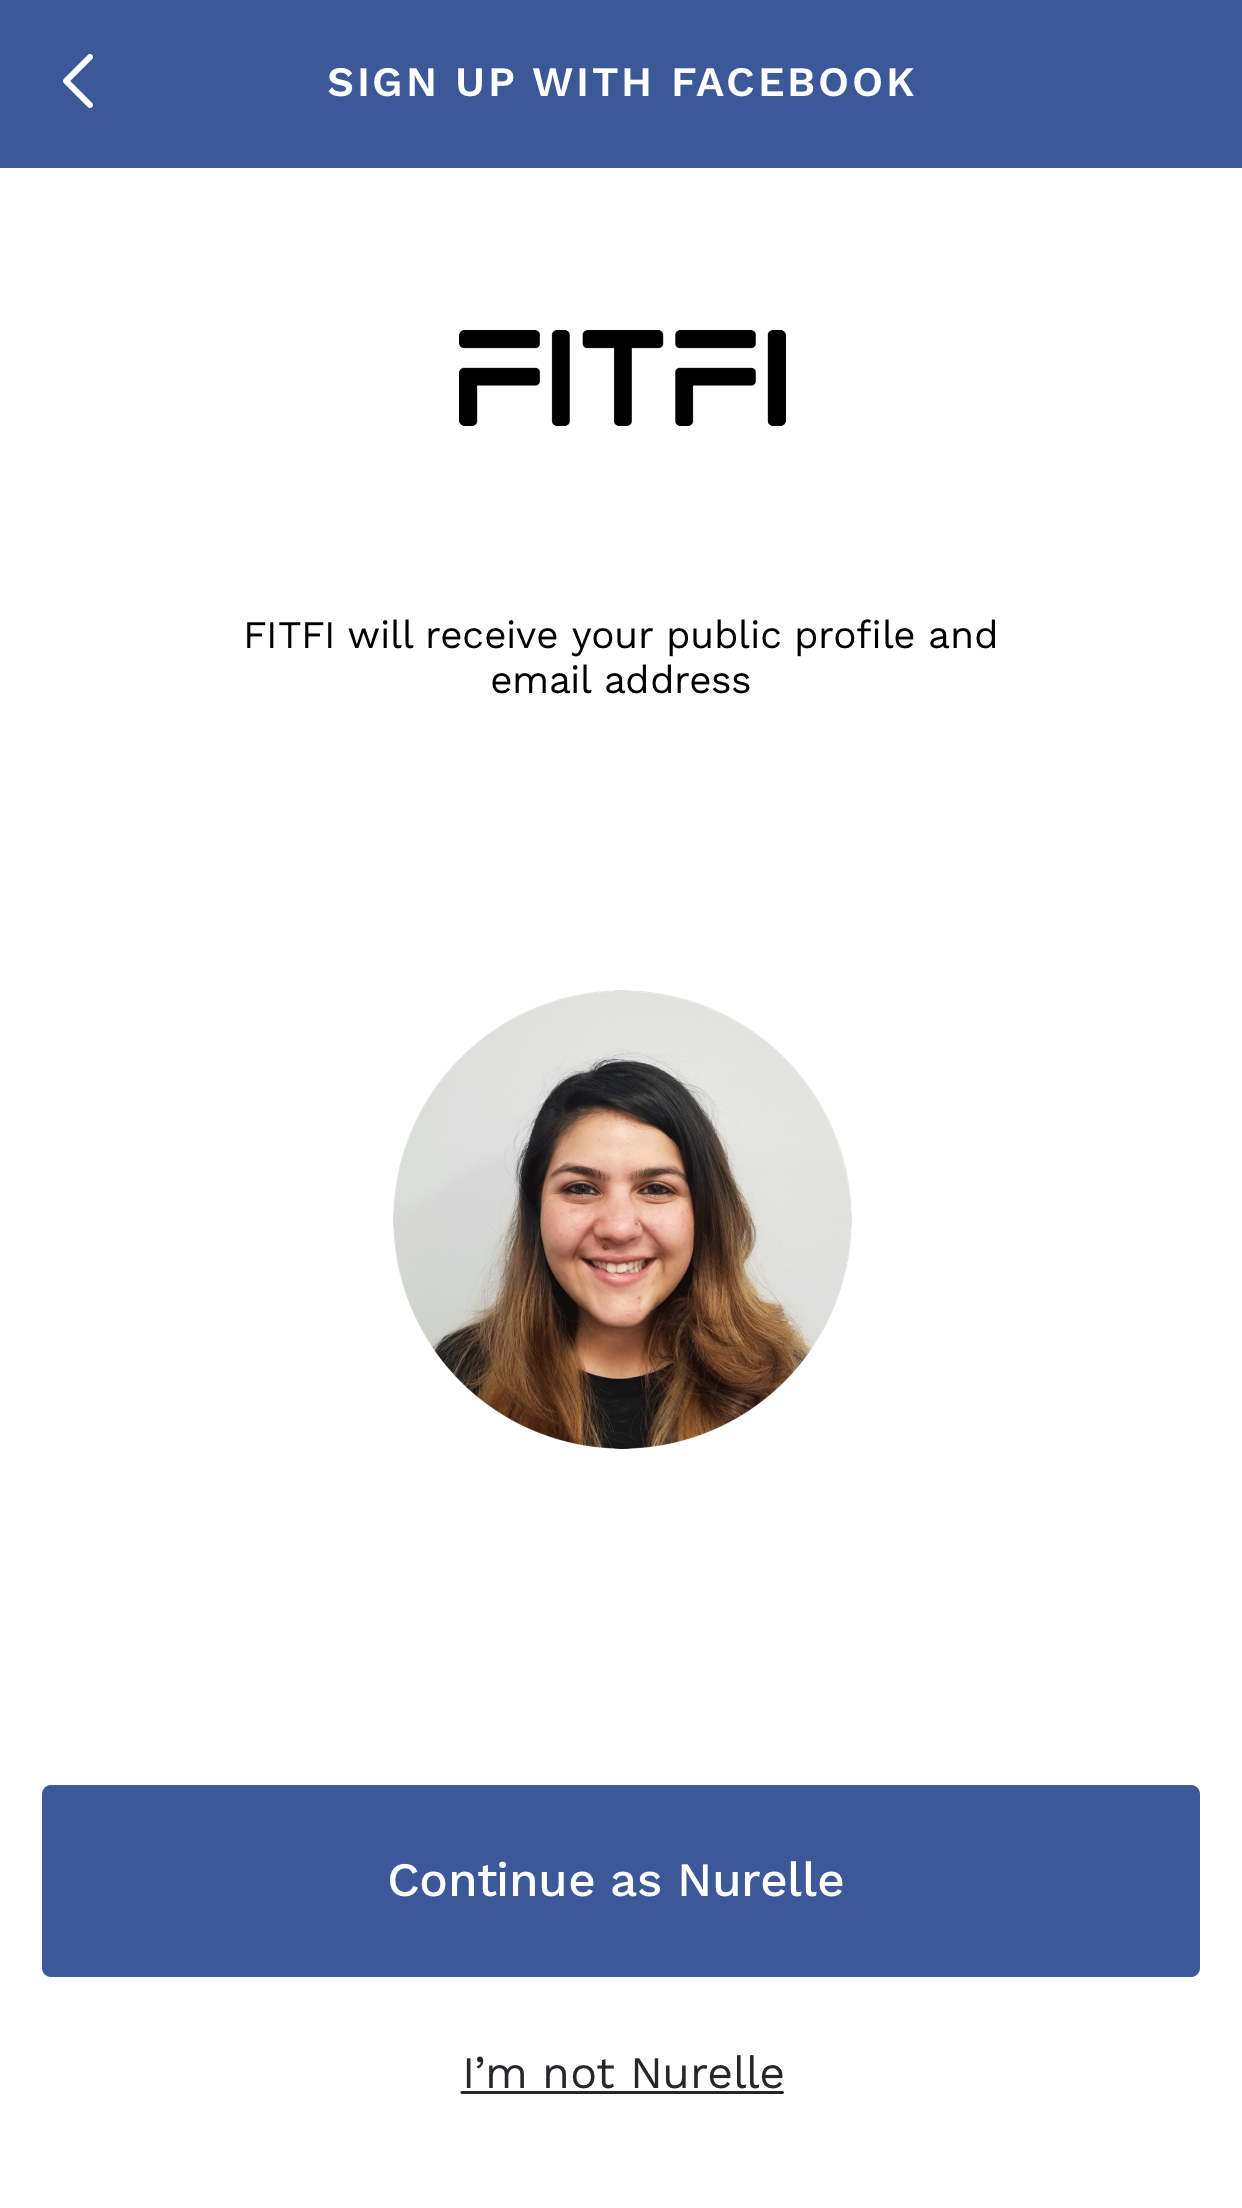 SIGN UP WITH FACEBOOK
FITFI
FITFI will receive your public profile and
email address
Continue as Nurelle
I’m not Nurelle